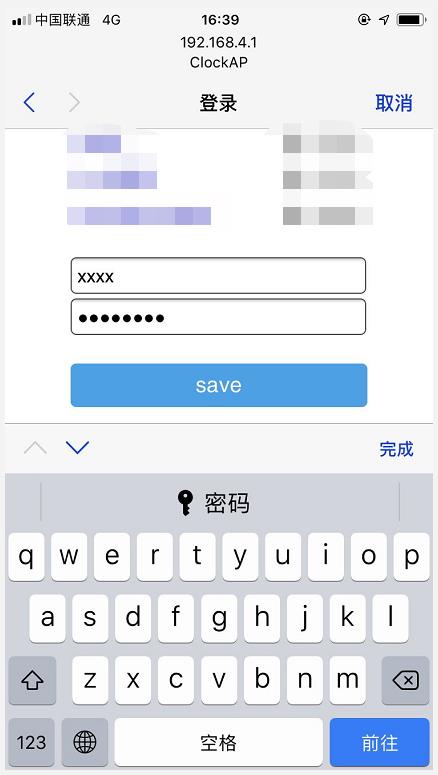 中国联通 4G 16:39
192.168.4.1
ClockAP
登录 取消
xxxx
••••••••
save
完成
密码
q w e r t y u i o p
a s d f g h j k l
z x c v b n m
123 空格 前往